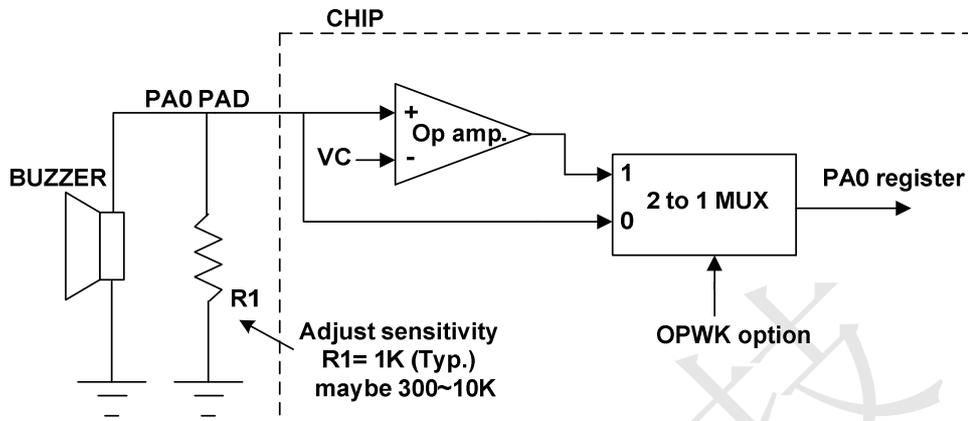 CHIP
PA0 PAD
+
Op amp.
VC
-
BUZZER
1
2 to 1 MUX
0
PA0 register
R1
Adjust sensitivity
R1= 1K (Typ.)
maybe 300~10K
OPWK option